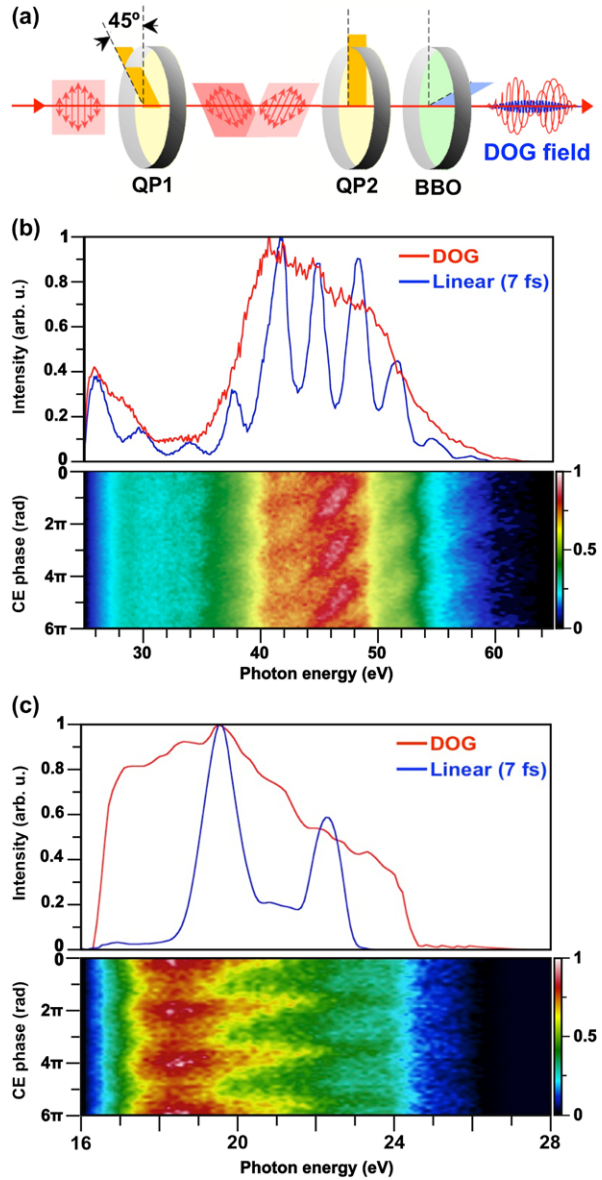 (a)
45º
QP1
QP2
BBO
DOG field
(b)
Intensity (arb. u.)
1
0.8
0.6
0.4
0.2
0
DOG
Linear (7 fs)
CE phase (rad)
0
2π
4π
6π
1
0.5
0
30
40
50
60
Photon energy (eV)
(c)
Intensity (arb. u.)
1
0.8
0.6
0.4
0.2
0
DOG
Linear (7 fs)
CE phase (rad)
0
2π
4π
6π
1
0.5
0
16
20
24
28
Photon energy (eV)